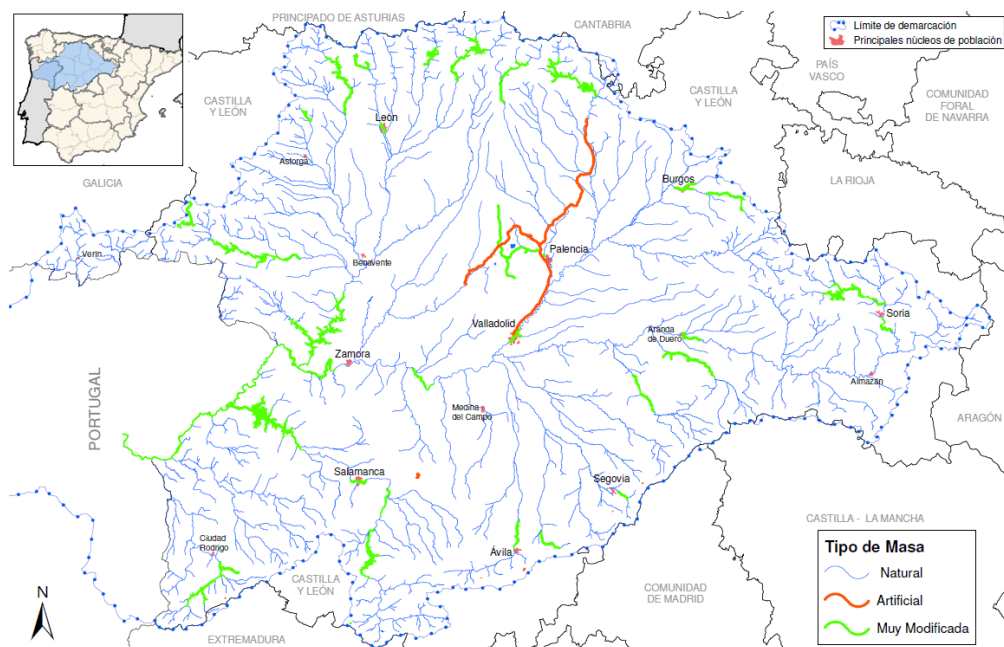 PRINCIPADO DE ASTURIAS
CANTABRIA
Límite de demarcación
Principales núcleos de población
PAÍS
VASCO
CASTILLA
Y LEÓN
CASTILLA
Y LEÓN
COMUNIDAD
FORAL
DE NAVARRA
León
Astorga
GALICIA
Burgos
LA RIOJA
Verín
Benavente
Palencia
Valladolid
Soria
Aranda
de Duero
Zamora
Almazán
PORTUGAL
Medina
del Campo
ARAGÓN
Salamanca
Segovia
CASTILLA - LA MANCHA
Ciudad
Rodrigo
Ávila
Tipo de Masa
Natural
Artificial
Muy Modificada
N
CASTILLA
Y LEÓN
COMUNIDAD
DE MADRID
EXTREMADURA